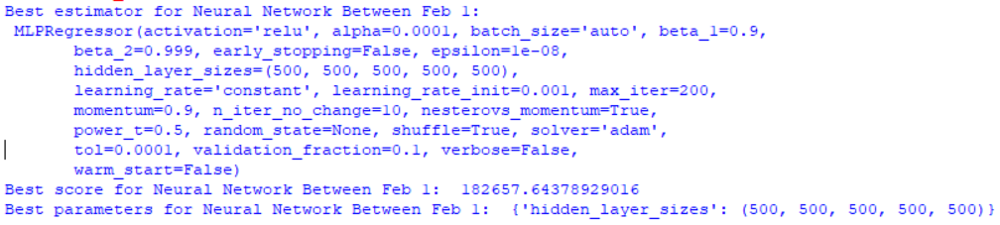 Best estimator for Neural Network Between Feb 1:
MLPRegressor(activation='relu', alpha=0.0001, batch_size='auto', beta_1=0.9,
beta_2=0.999, early_stopping=False, epsilon=1e-08,
hidden_layer_sizes=(500, 500, 500, 500, 500),
learning_rate='constant', learning_rate_init=0.001, max_iter=200,
momentum=0.9, n_iter_no_change=10, nesterovs_momentum=True,
power_t=0.5, random_state=None, shuffle=True, solver='adam',
tol=0.0001, validation_fraction=0.1, verbose=False,
warm_start=False)
Best score for Neural Network Between Feb 1:  182657.64378929016
Best parameters for Neural Network Between Feb 1:  {'hidden_layer_sizes': (500, 500, 500, 500, 500)}